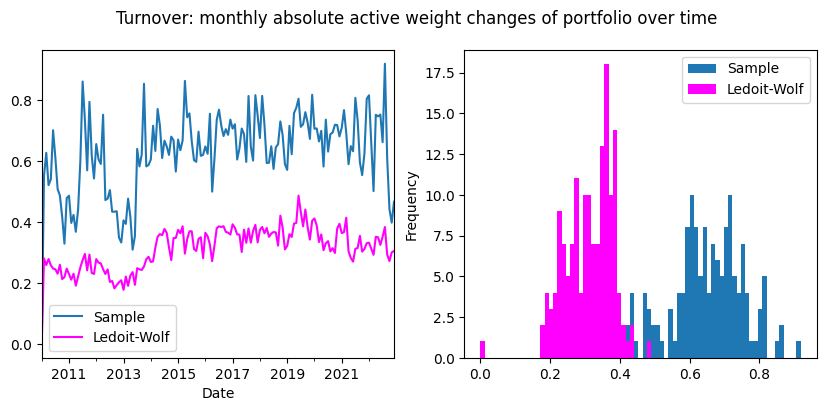 Turnover: monthly absolute active weight changes of portfolio over time
0.8
0.6
0.4
0.2
0.0
2011 2013 2015 2017 2019 2021
Date
Sample
Ledoit-Wolf
Frequency
17.5
15.0
12.5
10.0
7.5
5.0
2.5
0.0
0.0 0.2 0.4 0.6 0.8
Sample
Ledoit-Wolf